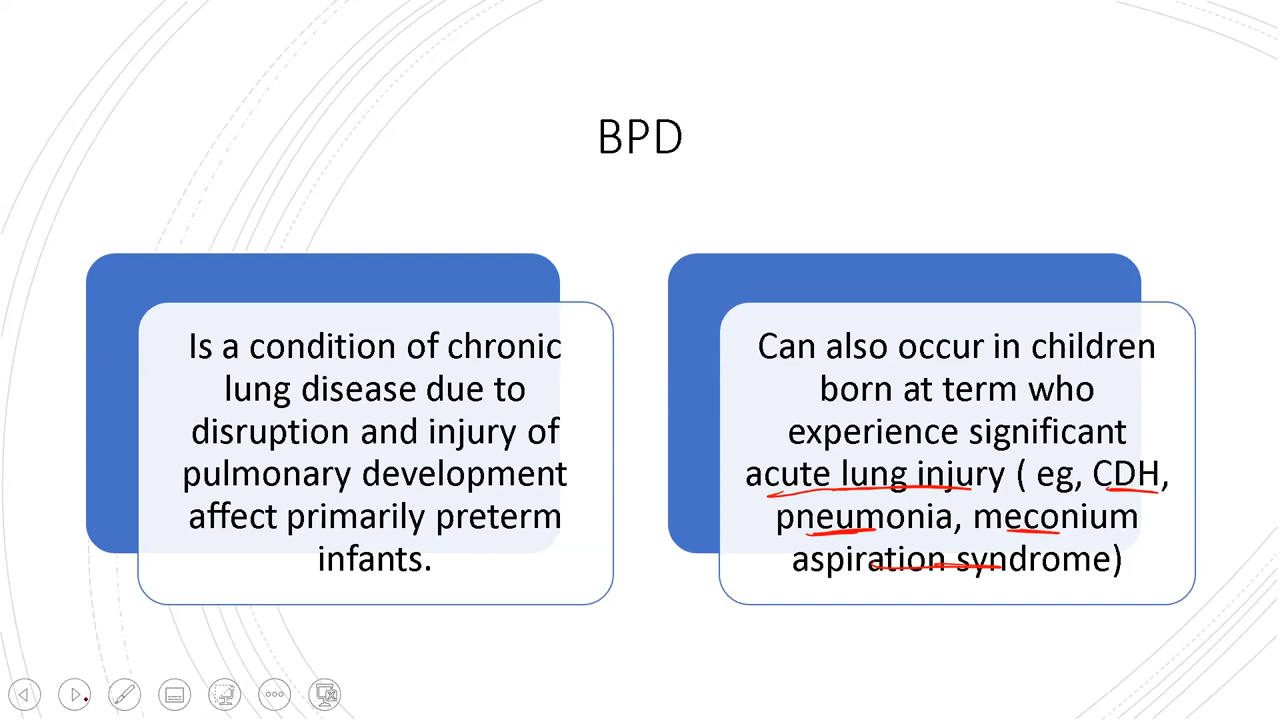 BPD
Is a condition of chronic
lung disease due to
disruption and injury of
pulmonary development
affect primarily preterm
infants.
Can also occur in children
born at term who
experience significant
acute lung injury ( eg, CDH,
pneumonia, meconium
aspiration syndrome)